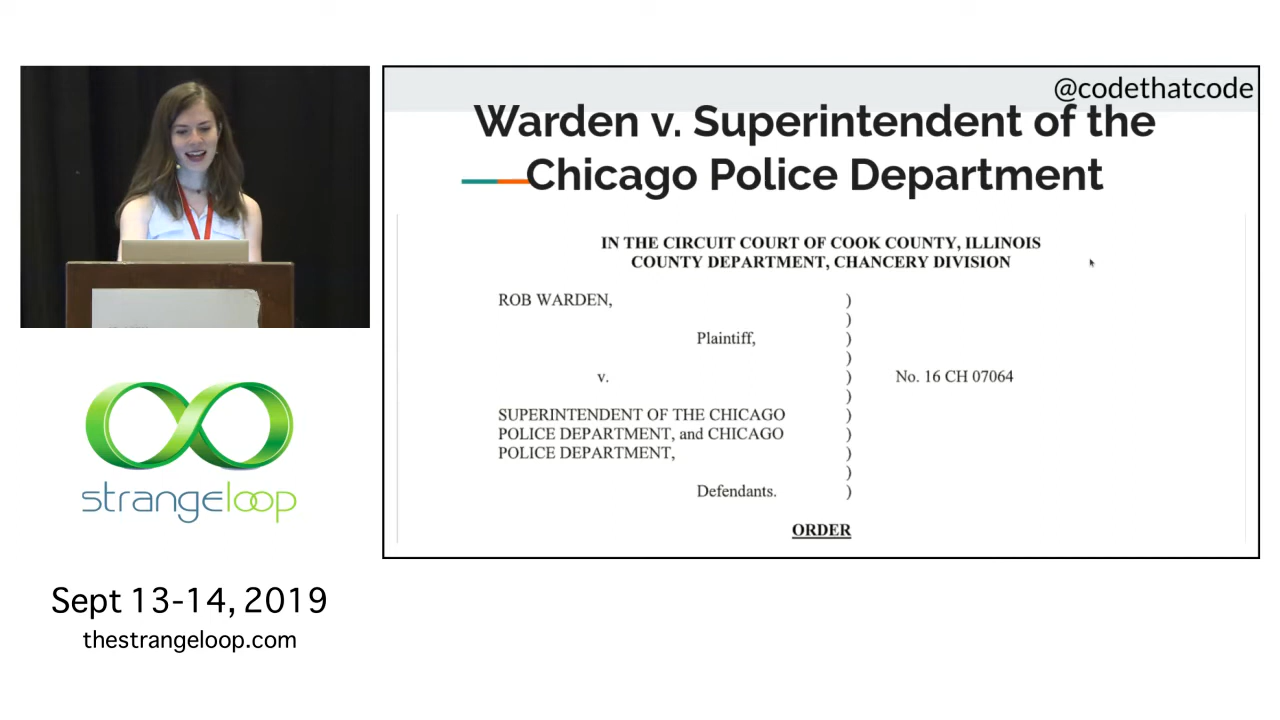 @codethatcode
Warden v. Superintendent of the
Chicago Police Department
IN THE CIRCUIT COURT OF COOK COUNTY, ILLINOIS
COUNTY DEPARTMENT, CHANCERY DIVISION
ROB WARDEN, )
)
Plaintiff, )
)
v. ) No. 16 CH 07064
)
SUPERINTENDENT OF THE CHICAGO )
POLICE DEPARTMENT, and CHICAGO )
POLICE DEPARTMENT, )
)
Defendants. )
ORDER
strangeloop
Sept 13-14, 2019
thestrangeloop.com